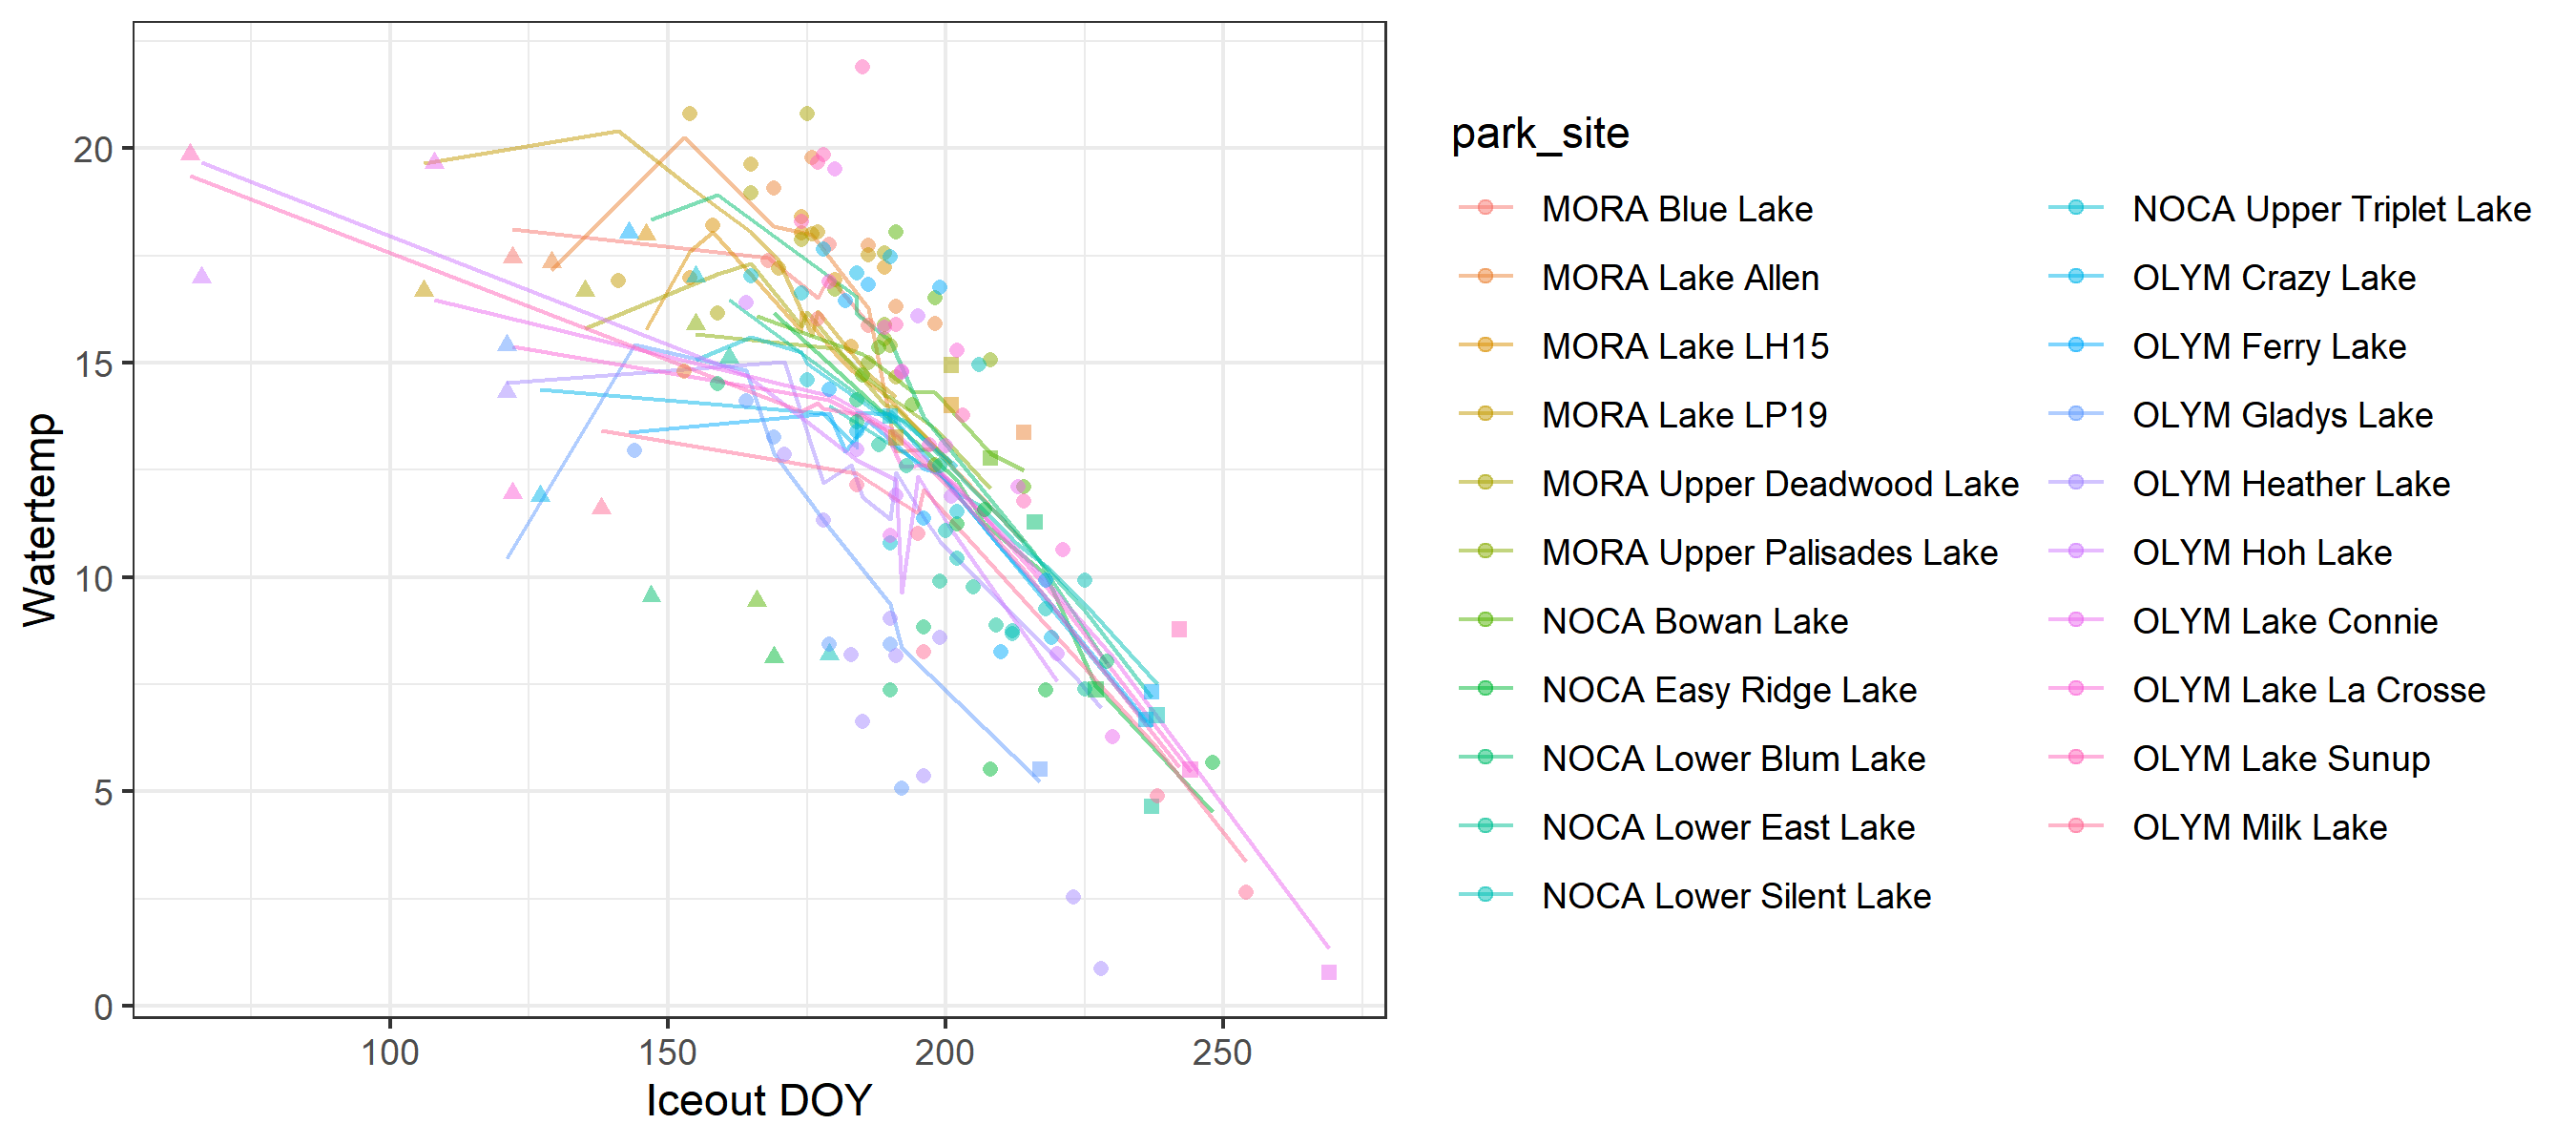 Watertemp
20
15
10
5
0
100
150
200
250
Iceout DOY
park_site
MORA Blue Lake
MORA Lake Allen
MORA Lake LH15
MORA Lake LP19
MORA Upper Deadwood Lake
MORA Upper Palisades Lake
NOCA Bowan Lake
NOCA Easy Ridge Lake
NOCA Lower Blum Lake
NOCA Lower East Lake
NOCA Lower Silent Lake
NOCA Upper Triplet Lake
OLYM Crazy Lake
OLYM Ferry Lake
OLYM Gladys Lake
OLYM Heather Lake
OLYM Hoh Lake
OLYM Lake Connie
OLYM Lake La Crosse
OLYM Lake Sunup
OLYM Milk Lake